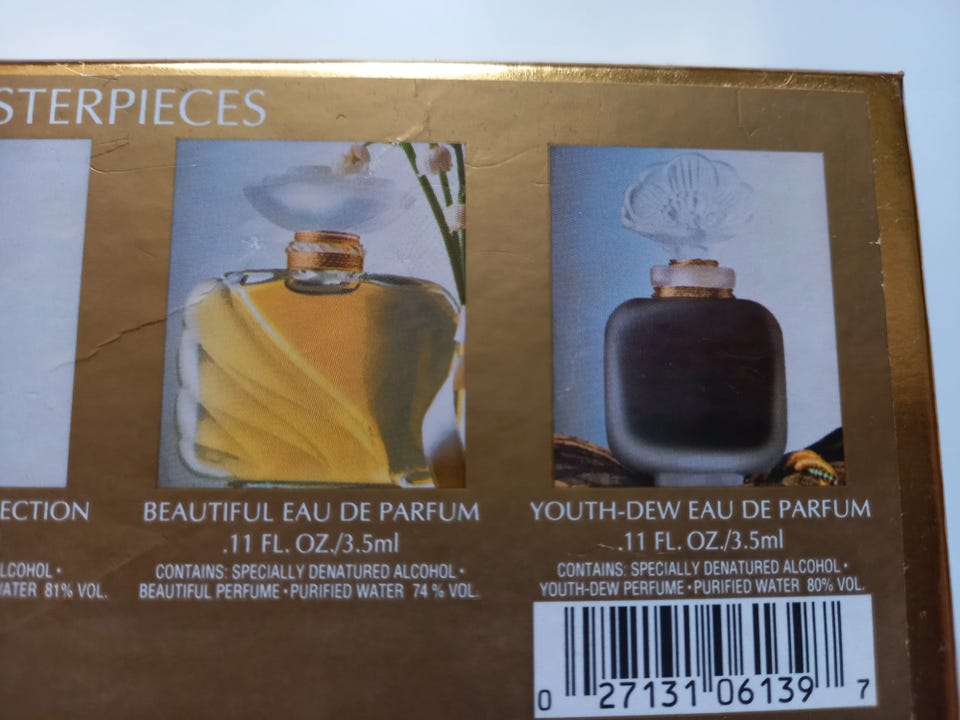 STERPIECES
ECTION
LCOHOL •
ATER 81% VOL.
BEAUTIFUL EAU DE PARFUM
.11 FL. OZ./3.5ml
CONTAINS: SPECIALLY DENATURED ALCOHOL •
BEAUTIFUL PERFUME • PURIFIED WATER 74 % VOL.
YOUTH-DEW EAU DE PARFUM
.11 FL. OZ./3.5ml
CONTAINS: SPECIALLY DENATURED ALCOHOL •
YOUTH-DEW PERFUME • PURIFIED WATER 80% VOL.
0 27131 06139 7